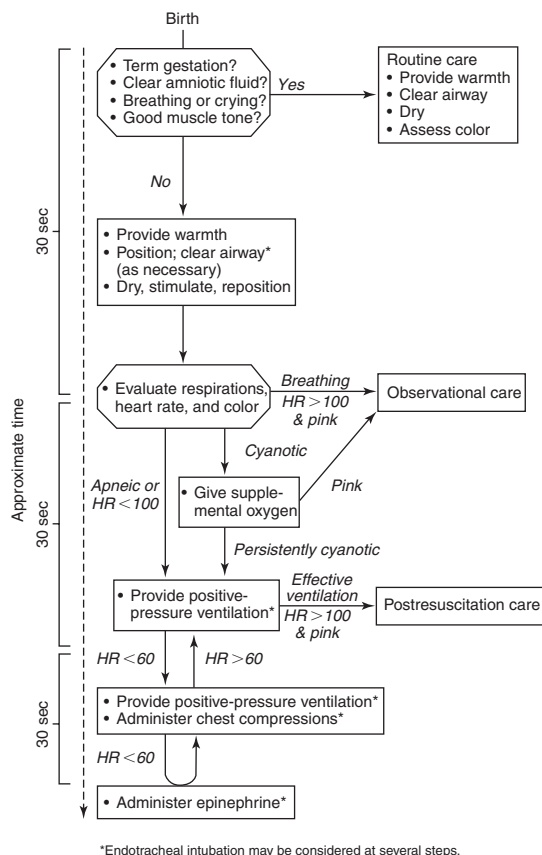 Birth
• Term gestation?
• Clear amniotic fluid?
• Breathing or crying?
• Good muscle tone?
Yes
Routine care
• Provide warmth
• Clear airway
• Dry
• Assess color
No
30 sec
• Provide warmth
• Position; clear airway*
(as necessary)
• Dry, stimulate, reposition
• Evaluate respirations,
heart rate, and color
Breathing
HR > 100
& pink
Observational care
Approximate time
Cyanotic
Apneic or
HR < 100
• Give supple-
mental oxygen
Pink
30 sec
Persistently cyanotic
• Provide positive-
pressure ventilation*
Effective
ventilation
HR > 100
& pink
Postresuscitation care
HR < 60
HR > 60
30 sec
• Provide positive-pressure ventilation*
• Administer chest compressions*
HR < 60
• Administer epinephrine*
*Endotracheal intubation may be considered at several steps.